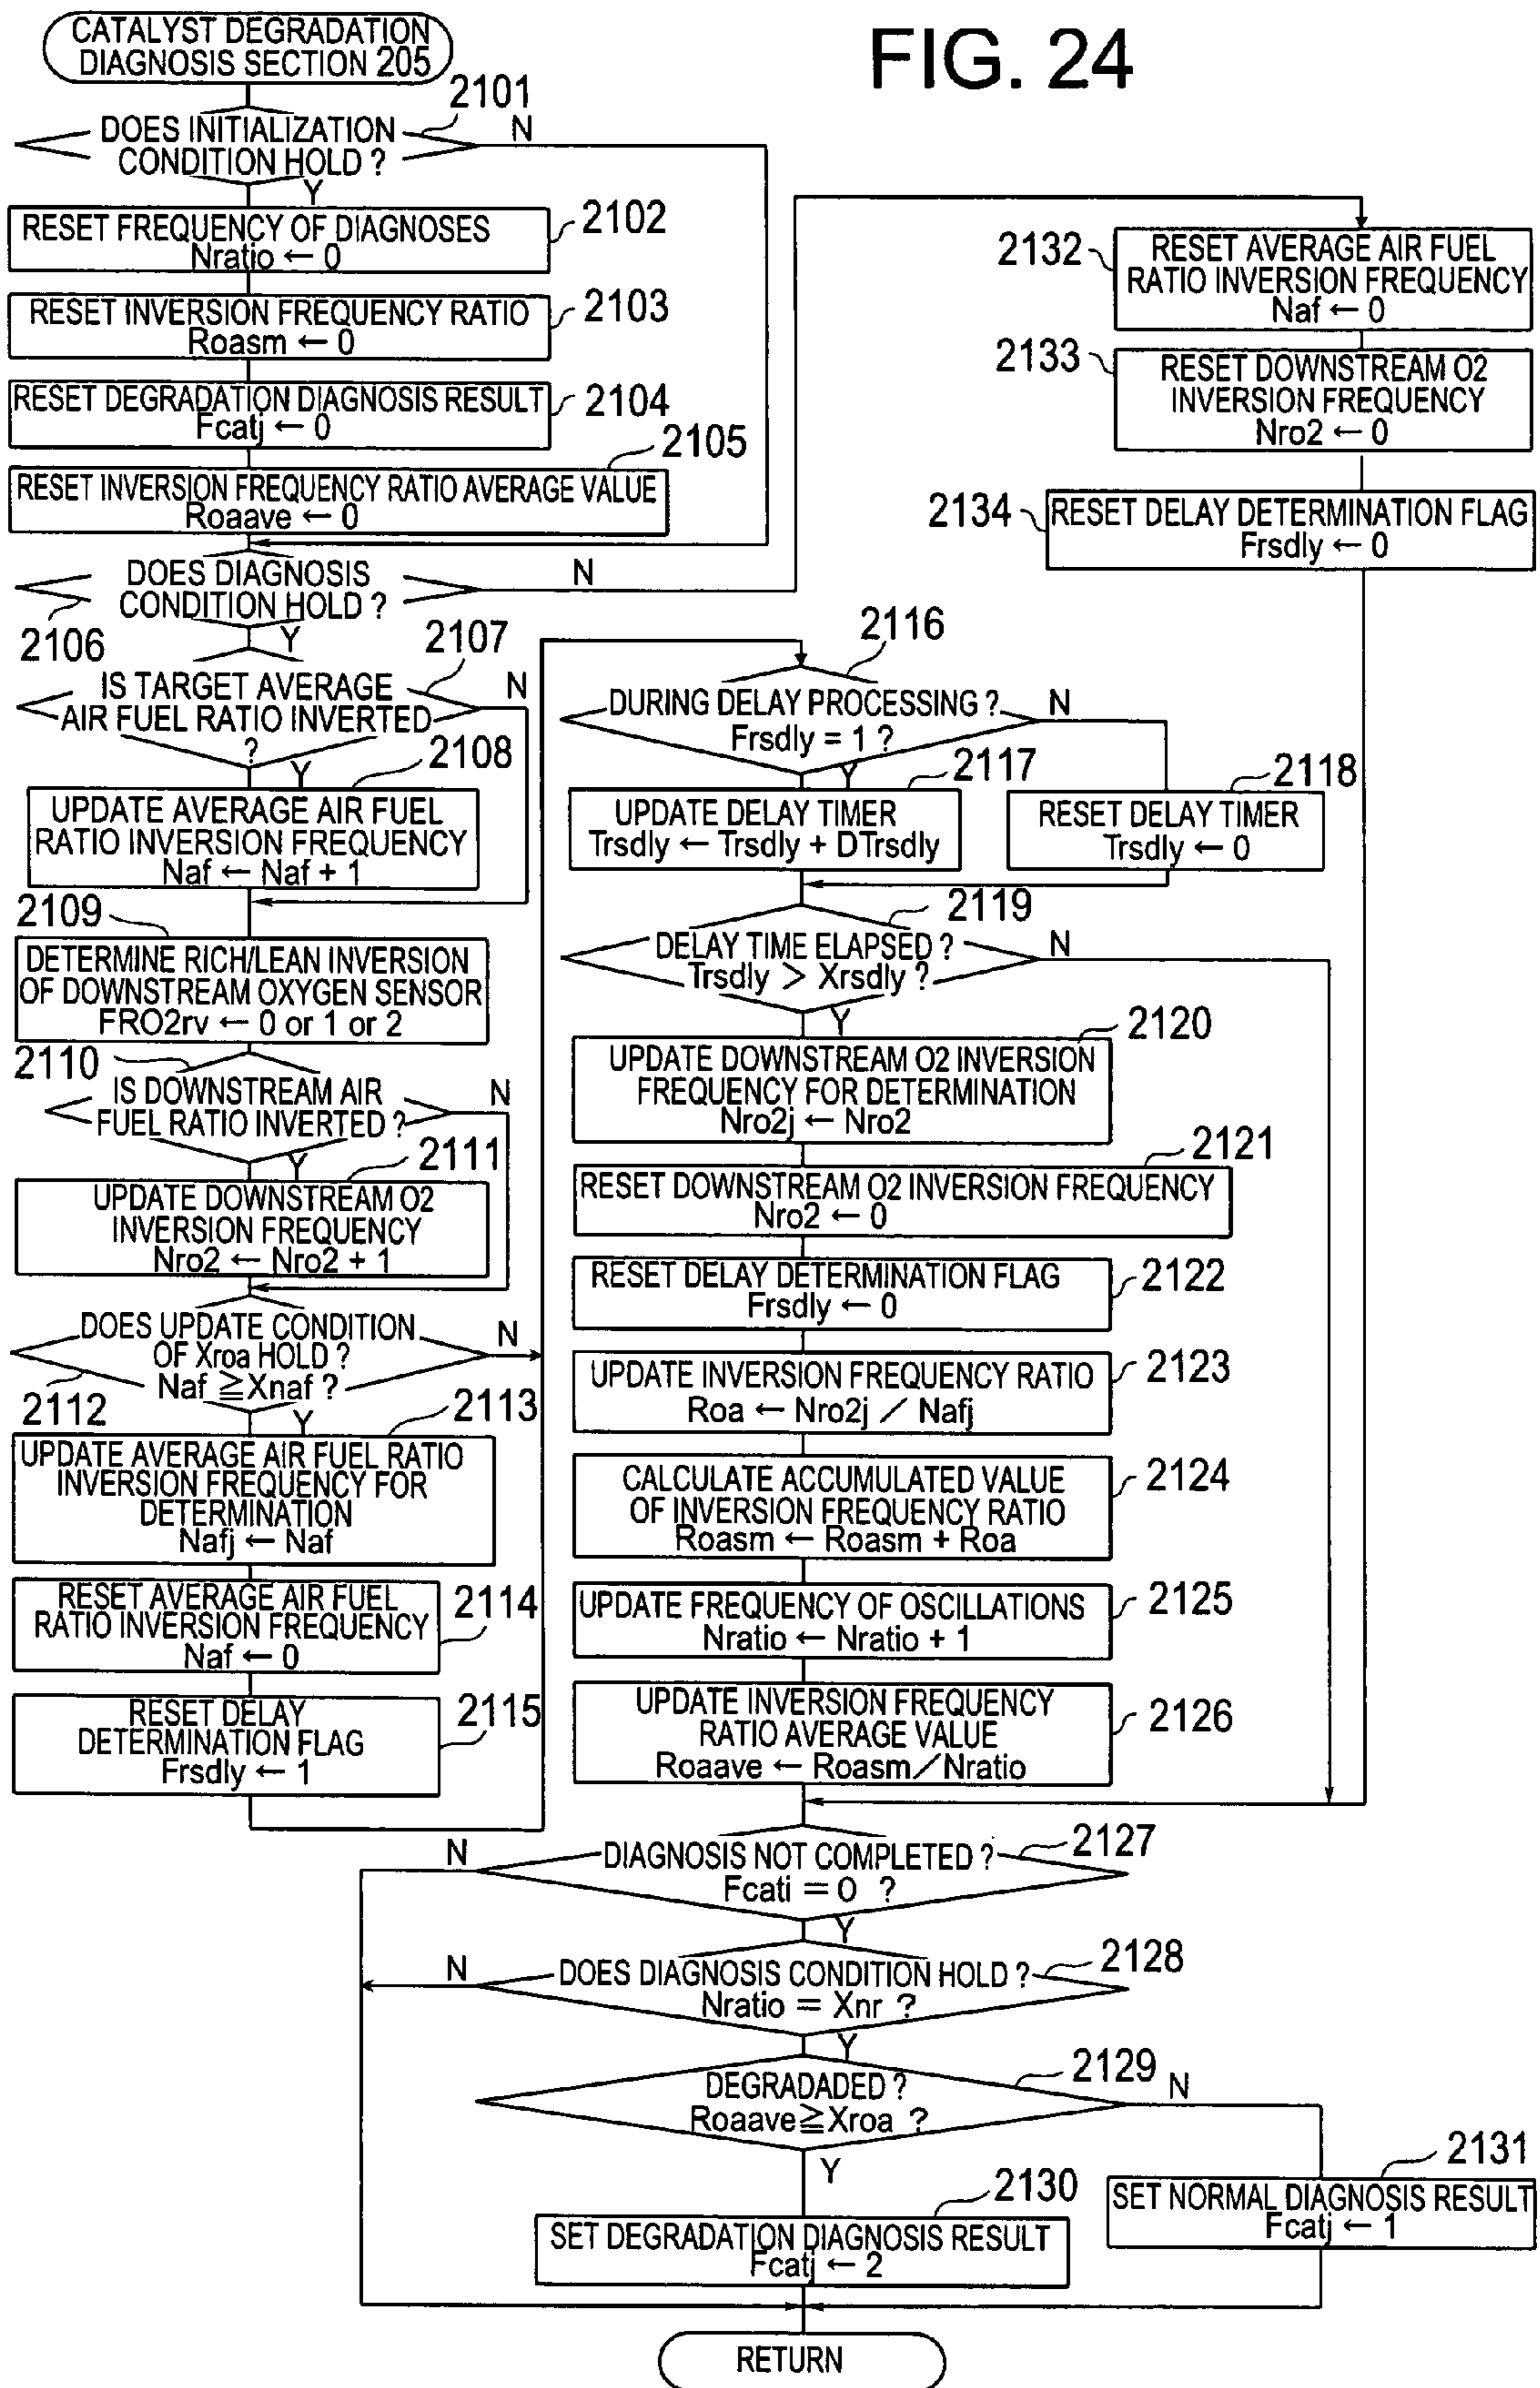 FIG. 24
CATALYST DEGRADATION
DIAGNOSIS SECTION 205
2101
DOES INITIALIZATION
CONDITION HOLD ?
N
Y
2102
RESET FREQUENCY OF DIAGNOSES
Nratio ← 0
2103
RESET INVERSION FREQUENCY RATIO
Roasm ← 0
2104
RESET DEGRADATION DIAGNOSIS RESULT
Fcatj ← 0
2105
RESET INVERSION FREQUENCY RATIO AVERAGE VALUE
Roaave ← 0
DOES DIAGNOSIS
CONDITION HOLD ?
N
2106
Y
2107
IS TARGET AVERAGE
AIR FUEL RATIO INVERTED
?
N
Y
2108
UPDATE AVERAGE AIR FUEL
RATIO INVERSION FREQUENCY
Naf ← Naf + 1
2109
DETERMINE RICH/LEAN INVERSION
OF DOWNSTREAM OXYGEN SENSOR
FRO2rv ← 0 or 1 or 2
2110
IS DOWNSTREAM AIR
FUEL RATIO INVERTED ?
N
Y
2111
UPDATE DOWNSTREAM O2
INVERSION FREQUENCY
Nro2 ← Nro2 + 1
DOES UPDATE CONDITION
OF Xroa HOLD ?
Naf ≧ Xnaf ?
N
2112
Y
2113
UPDATE AVERAGE AIR FUEL RATIO
INVERSION FREQUENCY FOR
DETERMINATION
Nafj ← Naf
RESET AVERAGE AIR FUEL
RATIO INVERSION FREQUENCY
Naf ← 0
2114
RESET DELAY
DETERMINATION FLAG
Frsdly ← 1
2115
2116
DURING DELAY PROCESSING ?
Frsdly = 1 ?
N
Y
2117
UPDATE DELAY TIMER
Trsdly ← Trsdly + DTrsdly
2118
RESET DELAY TIMER
Trsdly ← 0
2119
DELAY TIME ELAPSED ?
Trsdly > Xrsdly ?
N
Y
2120
UPDATE DOWNSTREAM O2 INVERSION
FREQUENCY FOR DETERMINATION
Nro2j ← Nro2
2121
RESET DOWNSTREAM O2 INVERSION FREQUENCY
Nro2 ← 0
RESET DELAY DETERMINATION FLAG
Frsdly ← 0
2122
UPDATE INVERSION FREQUENCY RATIO
Roa ← Nro2j / Nafj
2123
CALCULATE ACCUMULATED VALUE
OF INVERSION FREQUENCY RATIO
Roasm ← Roasm + Roa
2124
UPDATE FREQUENCY OF OSCILLATIONS
Nratio ← Nratio + 1
2125
UPDATE INVERSION FREQUENCY
RATIO AVERAGE VALUE
Roaave ← Roasm/Nratio
2126
2132
RESET AVERAGE AIR FUEL
RATIO INVERSION FREQUENCY
Naf ← 0
2133
RESET DOWNSTREAM O2
INVERSION FREQUENCY
Nro2 ← 0
2134
RESET DELAY DETERMINATION FLAG
Frsdly ← 0
2127
DIAGNOSIS NOT COMPLETED ?
Fcati = 0 ?
N
Y
2128
DOES DIAGNOSIS CONDITION HOLD ?
Nratio = Xnr ?
N
Y
2129
DEGRADADED ?
Roaave≧Xroa ?
N
Y
2130
SET DEGRADATION DIAGNOSIS RESULT
Fcatj ← 2
2131
SET NORMAL DIAGNOSIS RESULT
Fcatj ← 1
RETURN